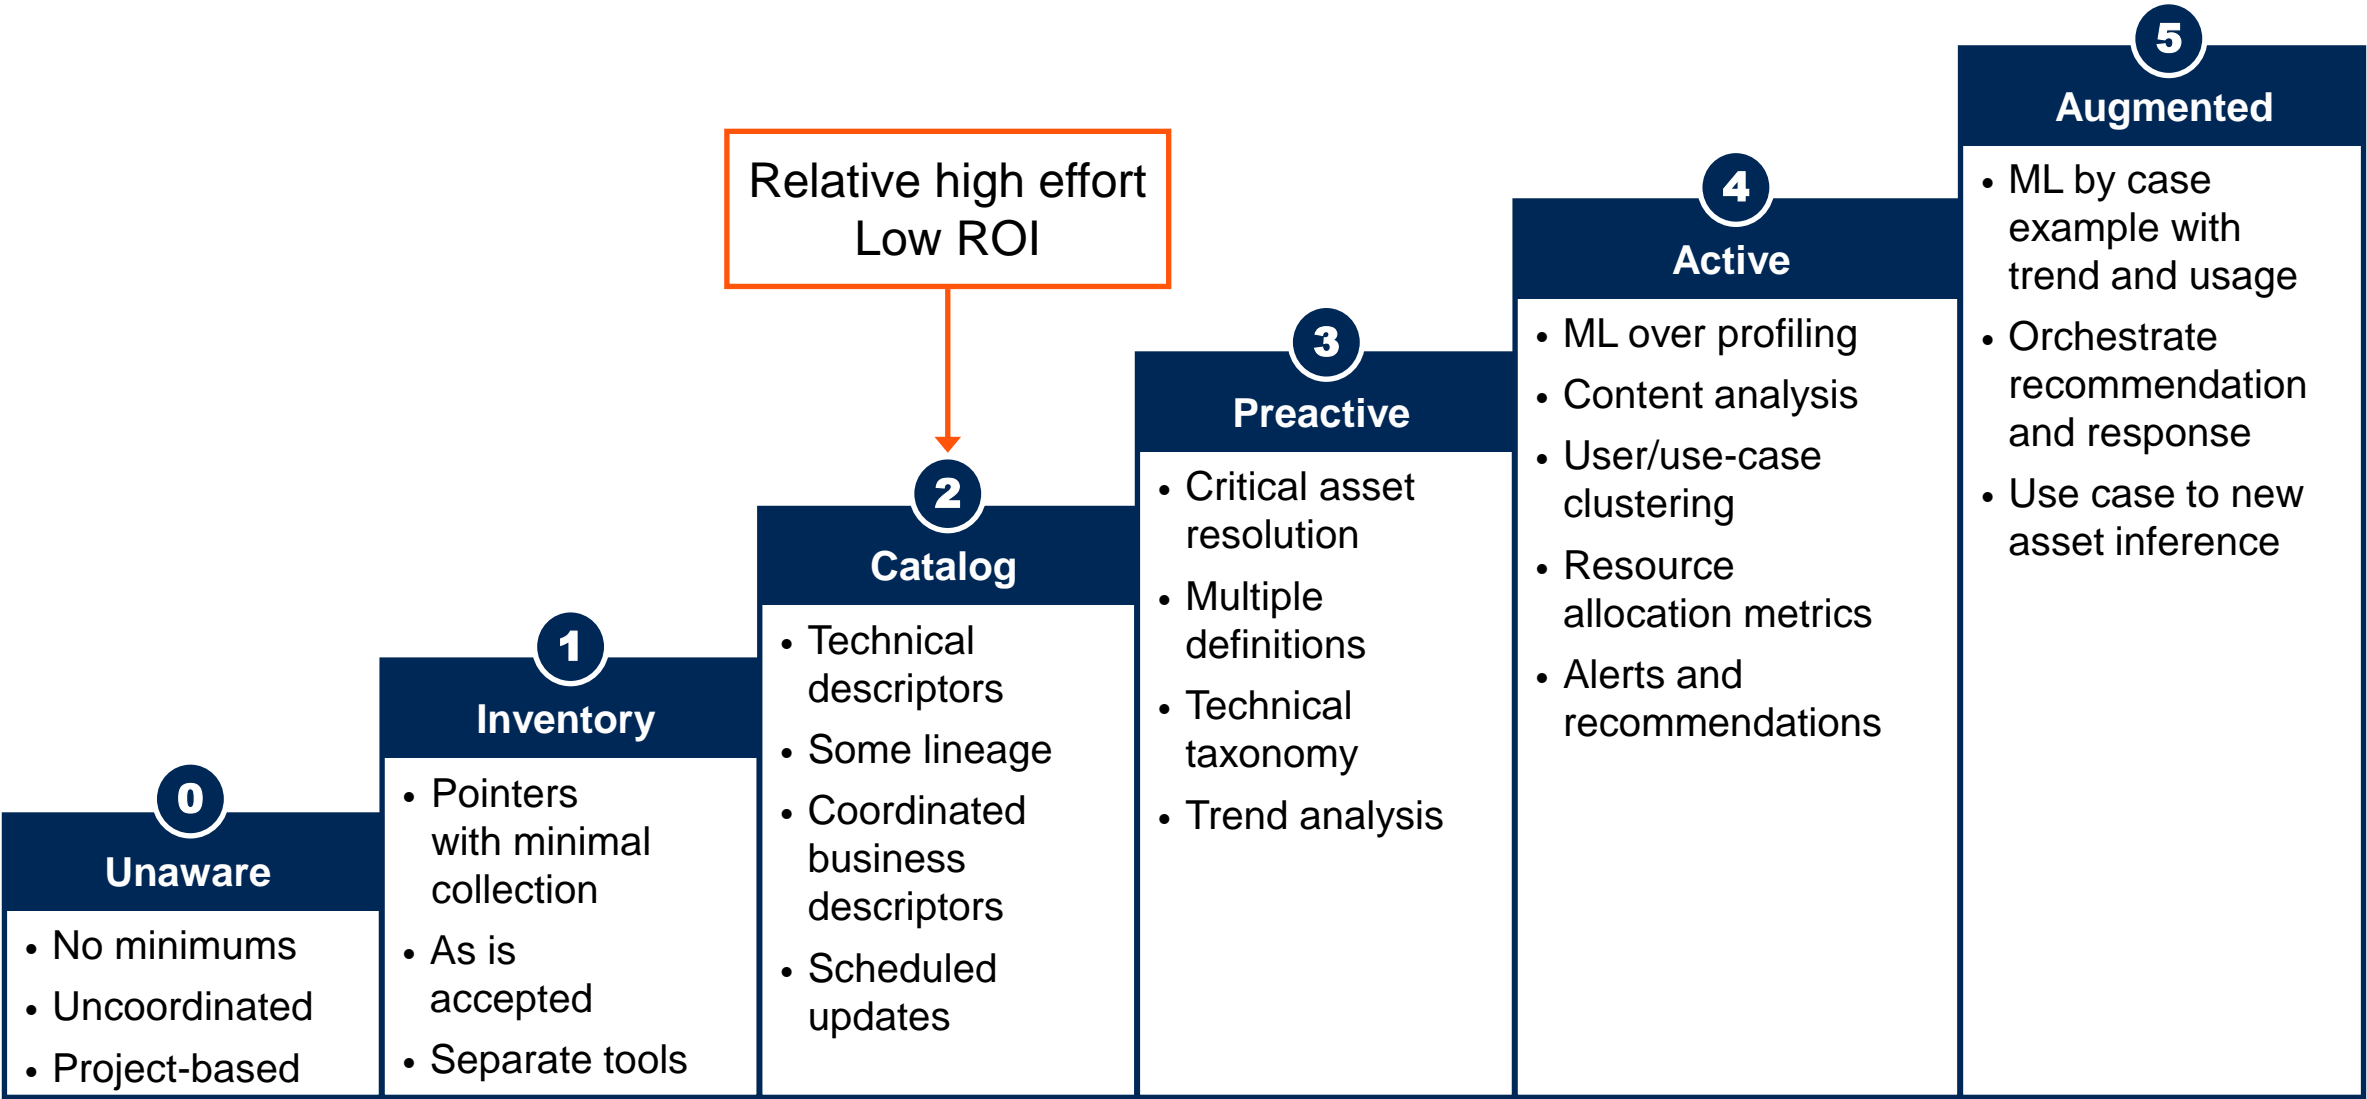 0
Unaware
• No minimums
• Uncoordinated
• Project-based
1
Inventory
• Pointers
with minimal
collection
• As is
accepted
• Separate tools
Relative high effort
Low ROI
2
Catalog
• Technical
descriptors
• Some lineage
• Coordinated
business
descriptors
• Scheduled
updates
3
Preactive
• Critical asset
resolution
• Multiple
definitions
• Technical
taxonomy
• Trend analysis
4
Active
• ML over profiling
• Content analysis
• User/use-case
clustering
• Resource
allocation metrics
• Alerts and
recommendations
5
Augmented
• ML by case
example with
trend and usage
• Orchestrate
recommendation
and response
• Use case to new
asset inference